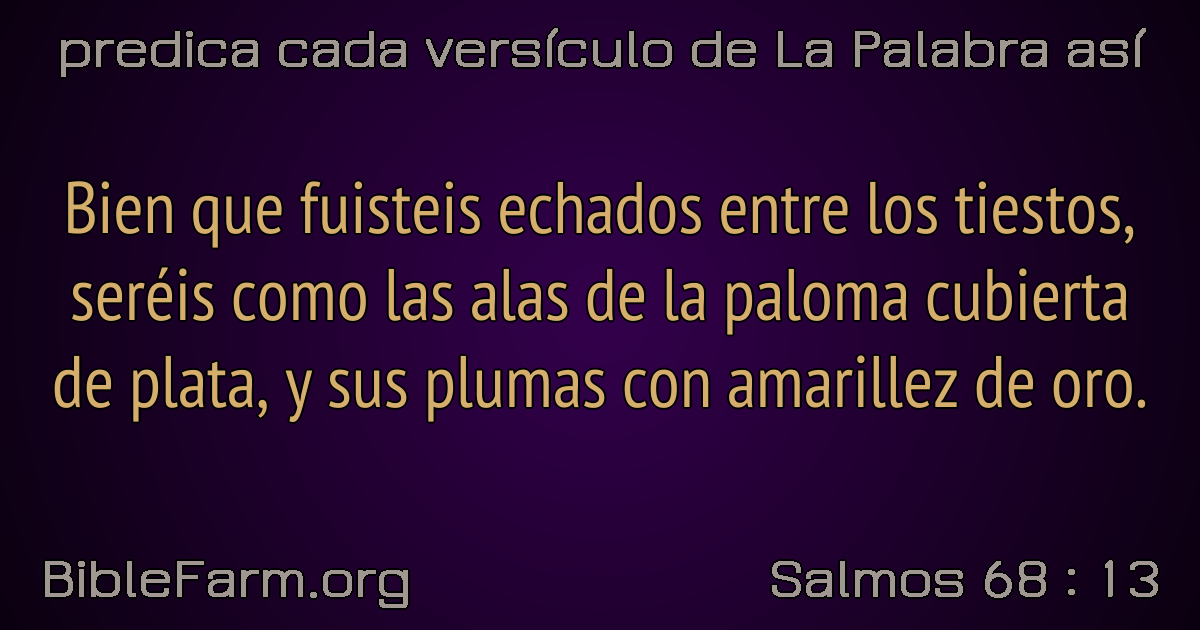 predica cada versículo de La Palabra así
Bien que fuisteis echados entre los tiestos,
seréis como las alas de la paloma cubierta
de plata, y sus plumas con amarillez de oro.
BibleFarm.org
Salmos 68 : 13